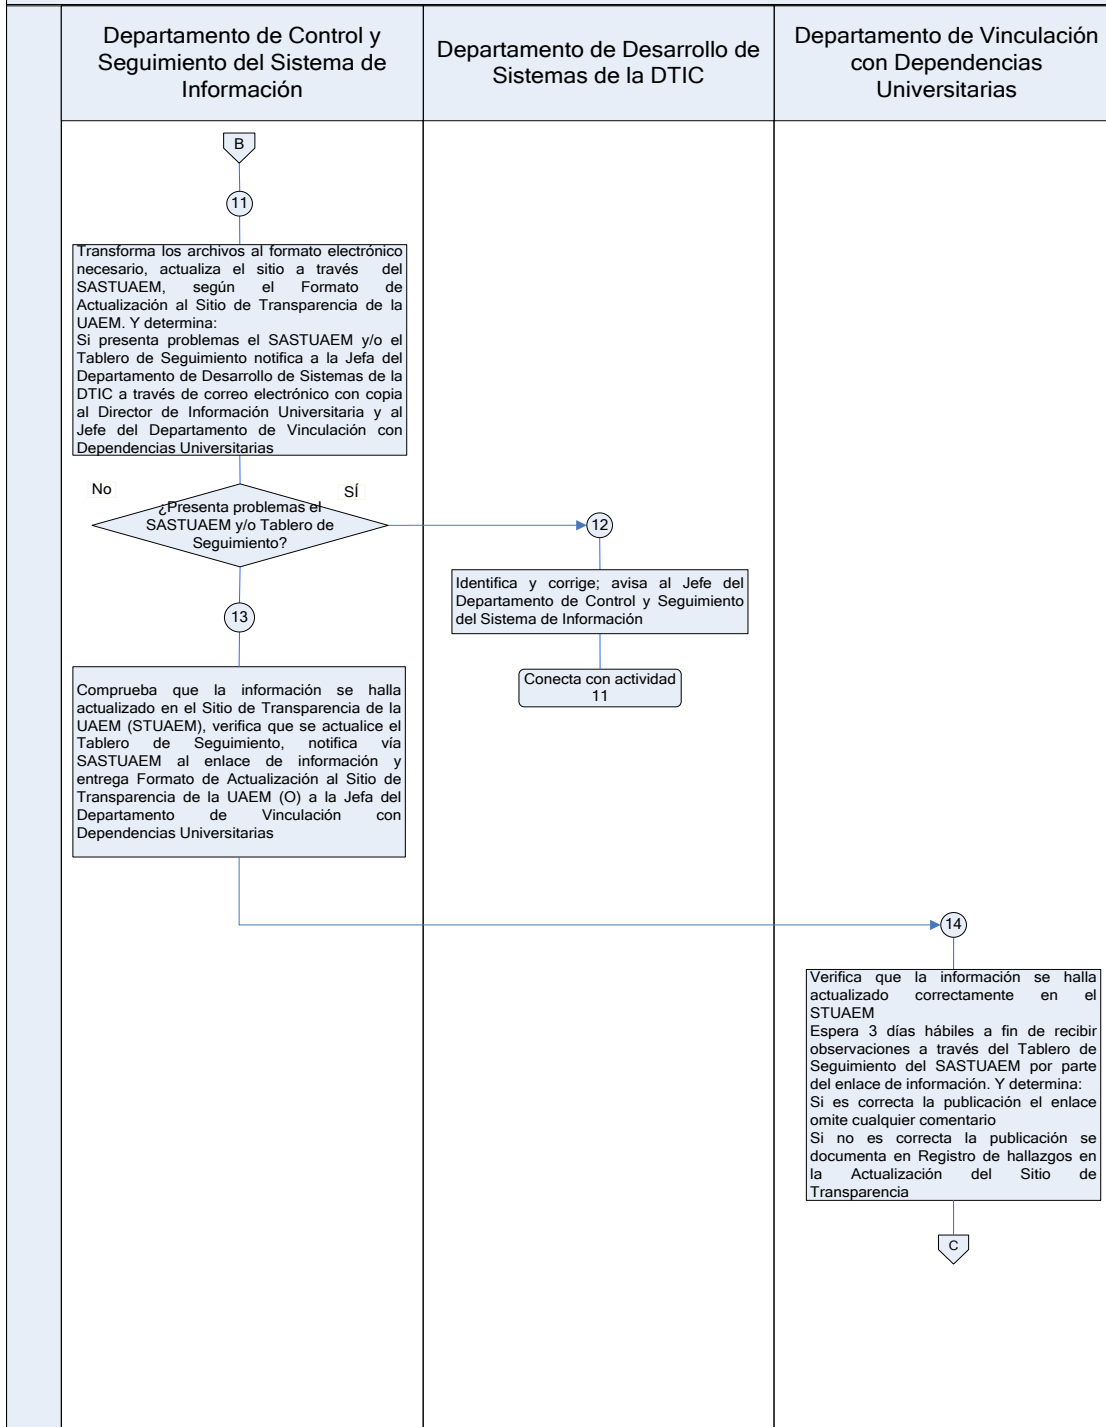 Departamento de Control y
Seguimiento del Sistema de
Información
Departamento de Desarrollo de
Sistemas de la DTIC
Departamento de Vinculación
con Dependencias
Universitarias
B
11
Transforma los archivos al formato electrónico
necesario, actualiza el sitio a través del
SASTUAEM, según el Formato de
Actualización al Sitio de Transparencia de la
UAEM. Y determina:
Si presenta problemas el SASTUAEM y/o el
Tablero de Seguimiento notifica a la Jefa del
Departamento de Desarrollo de Sistemas de la
DTIC a través de correo electrónico con copia
al Director de Información Universitaria y al
Jefe del Departamento de Vinculación con
Dependencias Universitarias
No
SÍ
¿Presenta problemas el
SASTUAEM y/o Tablero de
Seguimiento?
12
Identifica y corrige; avisa al Jefe del
Departamento de Control y Seguimiento
del Sistema de Información
Conecta con actividad
11
13
Comprueba que la información se halla
actualizado en el Sitio de Transparencia de la
UAEM (STUAEM), verifica que se actualice el
Tablero de Seguimiento, notifica vía
SASTUAEM al enlace de información y
entrega Formato de Actualización al Sitio de
Transparencia de la UAEM (O) a la Jefa del
Departamento de Vinculación con
Dependencias Universitarias
14
Verifica que la información se halla
actualizado correctamente en el
STUAEM
Espera 3 días hábiles a fin de recibir
observaciones a través del Tablero de
Seguimiento del SASTUAEM por parte
del enlace de información. Y determina:
Si es correcta la publicación el enlace
omite cualquier comentario
Si no es correcta la publicación se
documenta en Registro de hallazgos en
la Actualización del Sitio de
Transparencia
C